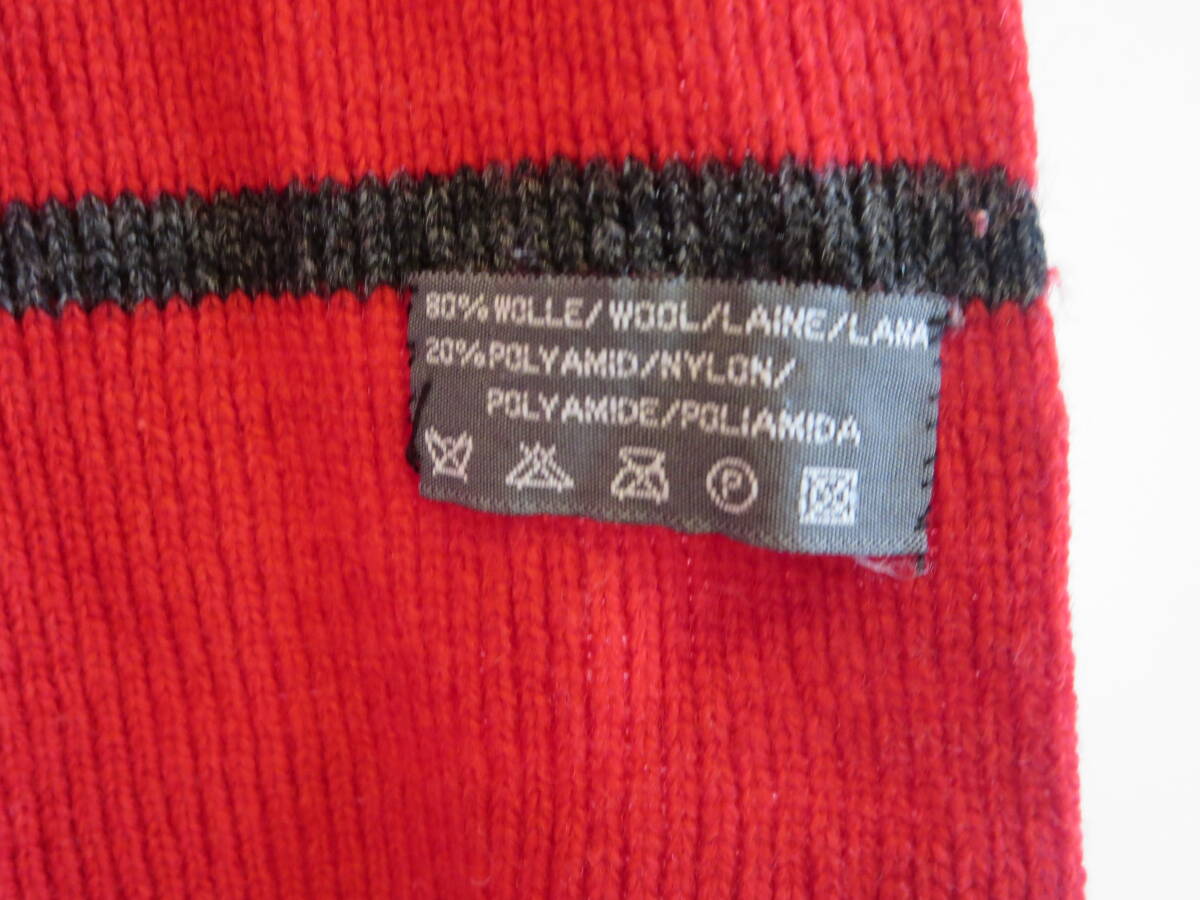 80% WOLLE/WOOL/LAINE/LANA
20% POLYAMID/NYLON/
POLYAMIDE/POLIAMIDA
P